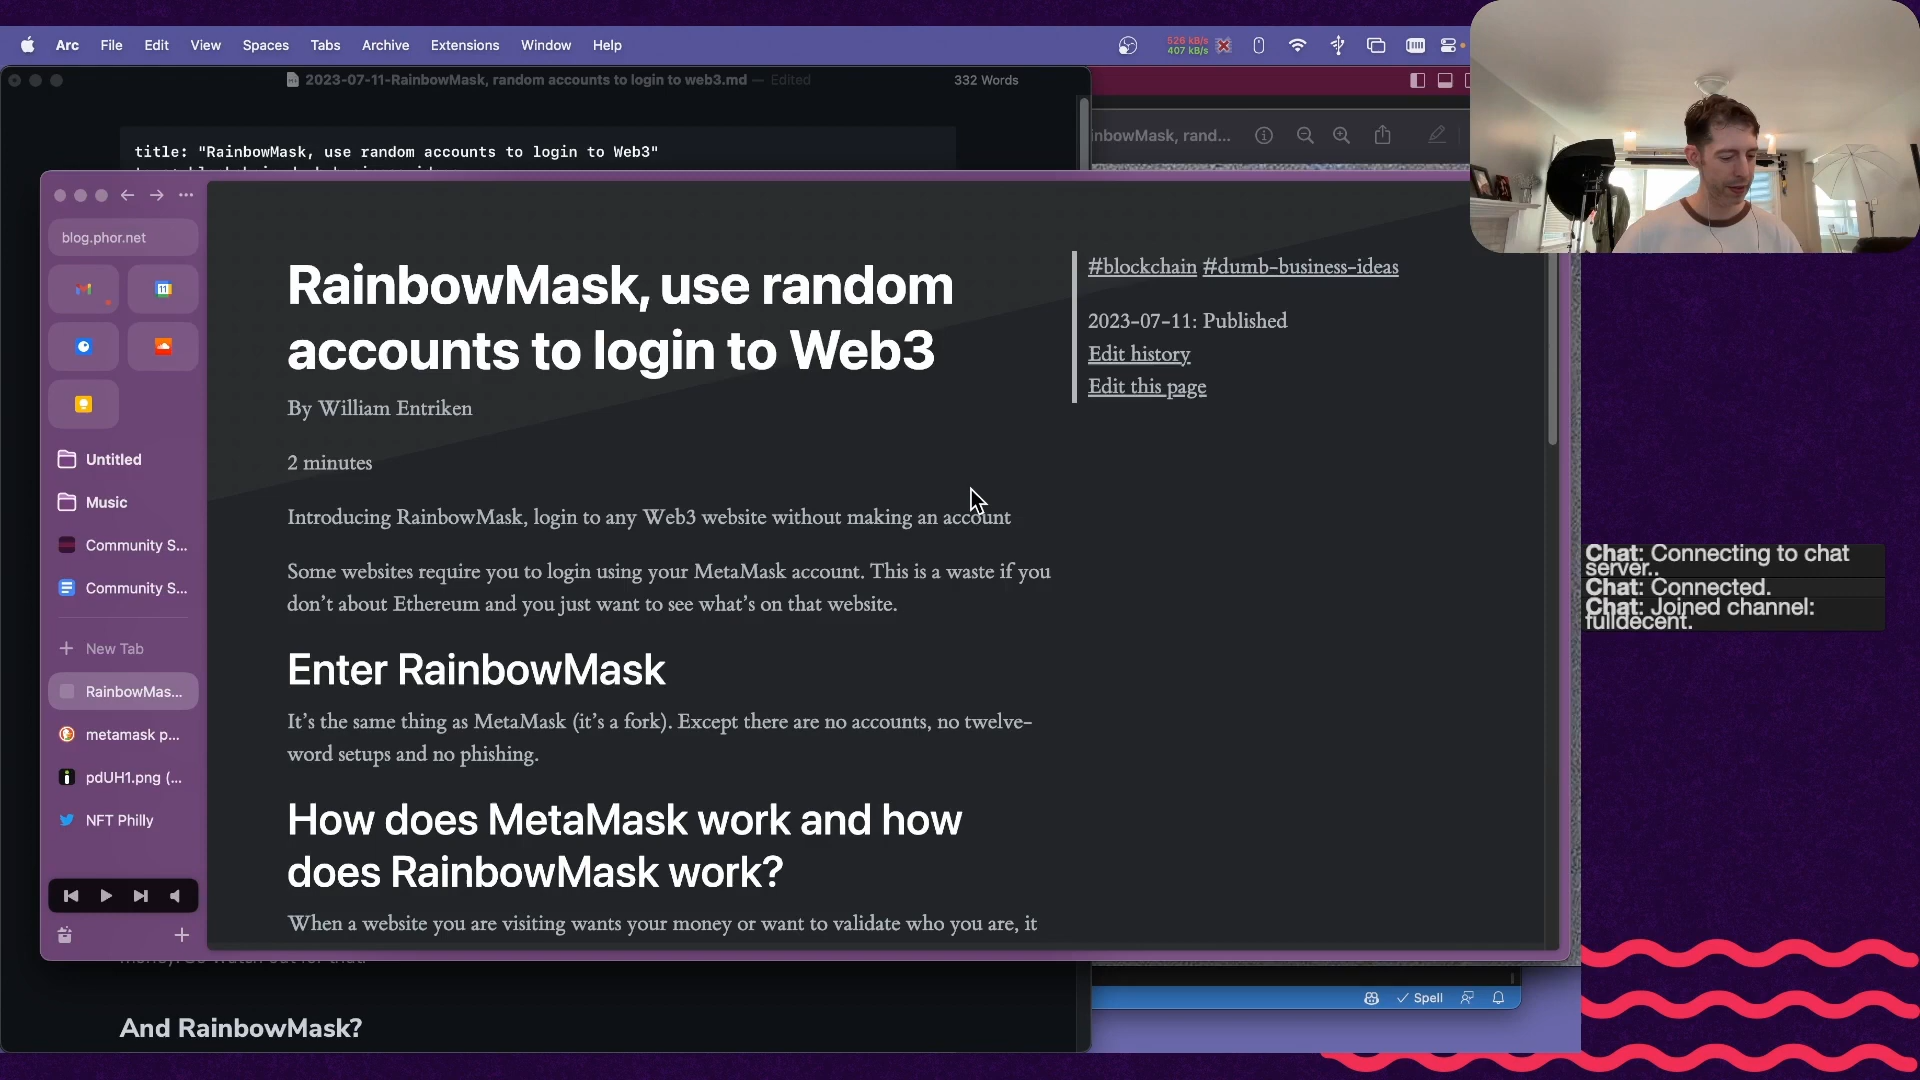 Arc File Edit View Spaces Tabs Archive Extensions Window Help
526 kB/s
407 kB/s
2023-07-11-RainbowMask, random accounts to login to web3.md — Edited
332 Words
title: "RainbowMask, use random accounts to login to Web3"
nbowMask, rand...
blog.phor.net
11
Untitled
Music
Community S...
Community S...
New Tab
RainbowMas...
metamask p...
pdUH1.png (...
NFT Philly
RainbowMask, use random
accounts to login to Web3
By William Entriken
2 minutes
Introducing RainbowMask, login to any Web3 website without making an account
Some websites require you to login using your MetaMask account. This is a waste if you
don't about Ethereum and you just want to see what's on that website.
Enter RainbowMask
It's the same thing as MetaMask (it's a fork). Except there are no accounts, no twelve-
word setups and no phishing.
How does MetaMask work and how
does RainbowMask work?
When a website you are visiting wants your money or want to validate who you are, it
#blockchain #dumb-business-ideas
2023-07-11: Published
Edit history
Edit this page
And RainbowMask?
Spell
Chat: Connecting to chat
server..
Chat: Connected.
Chat: Joined channel:
fulldecent.